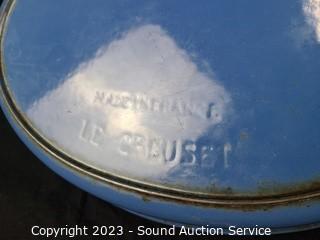 MADE IN FRANCE
LE CREUSET
Copyright 2023 - Sound Auction Service